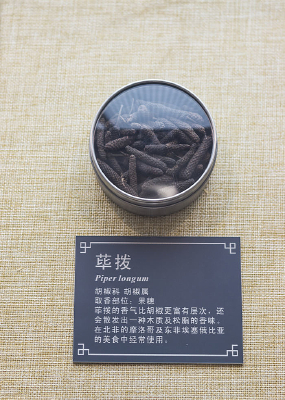 荜拨
Piper longum
胡椒科 胡椒属
取香部位：果穗
荜拨的香气比胡椒更富有层次，还
会散发出一种木质及松脂的香味，
在北非的摩洛哥及东非埃塞俄比亚
的美食中经常使用。